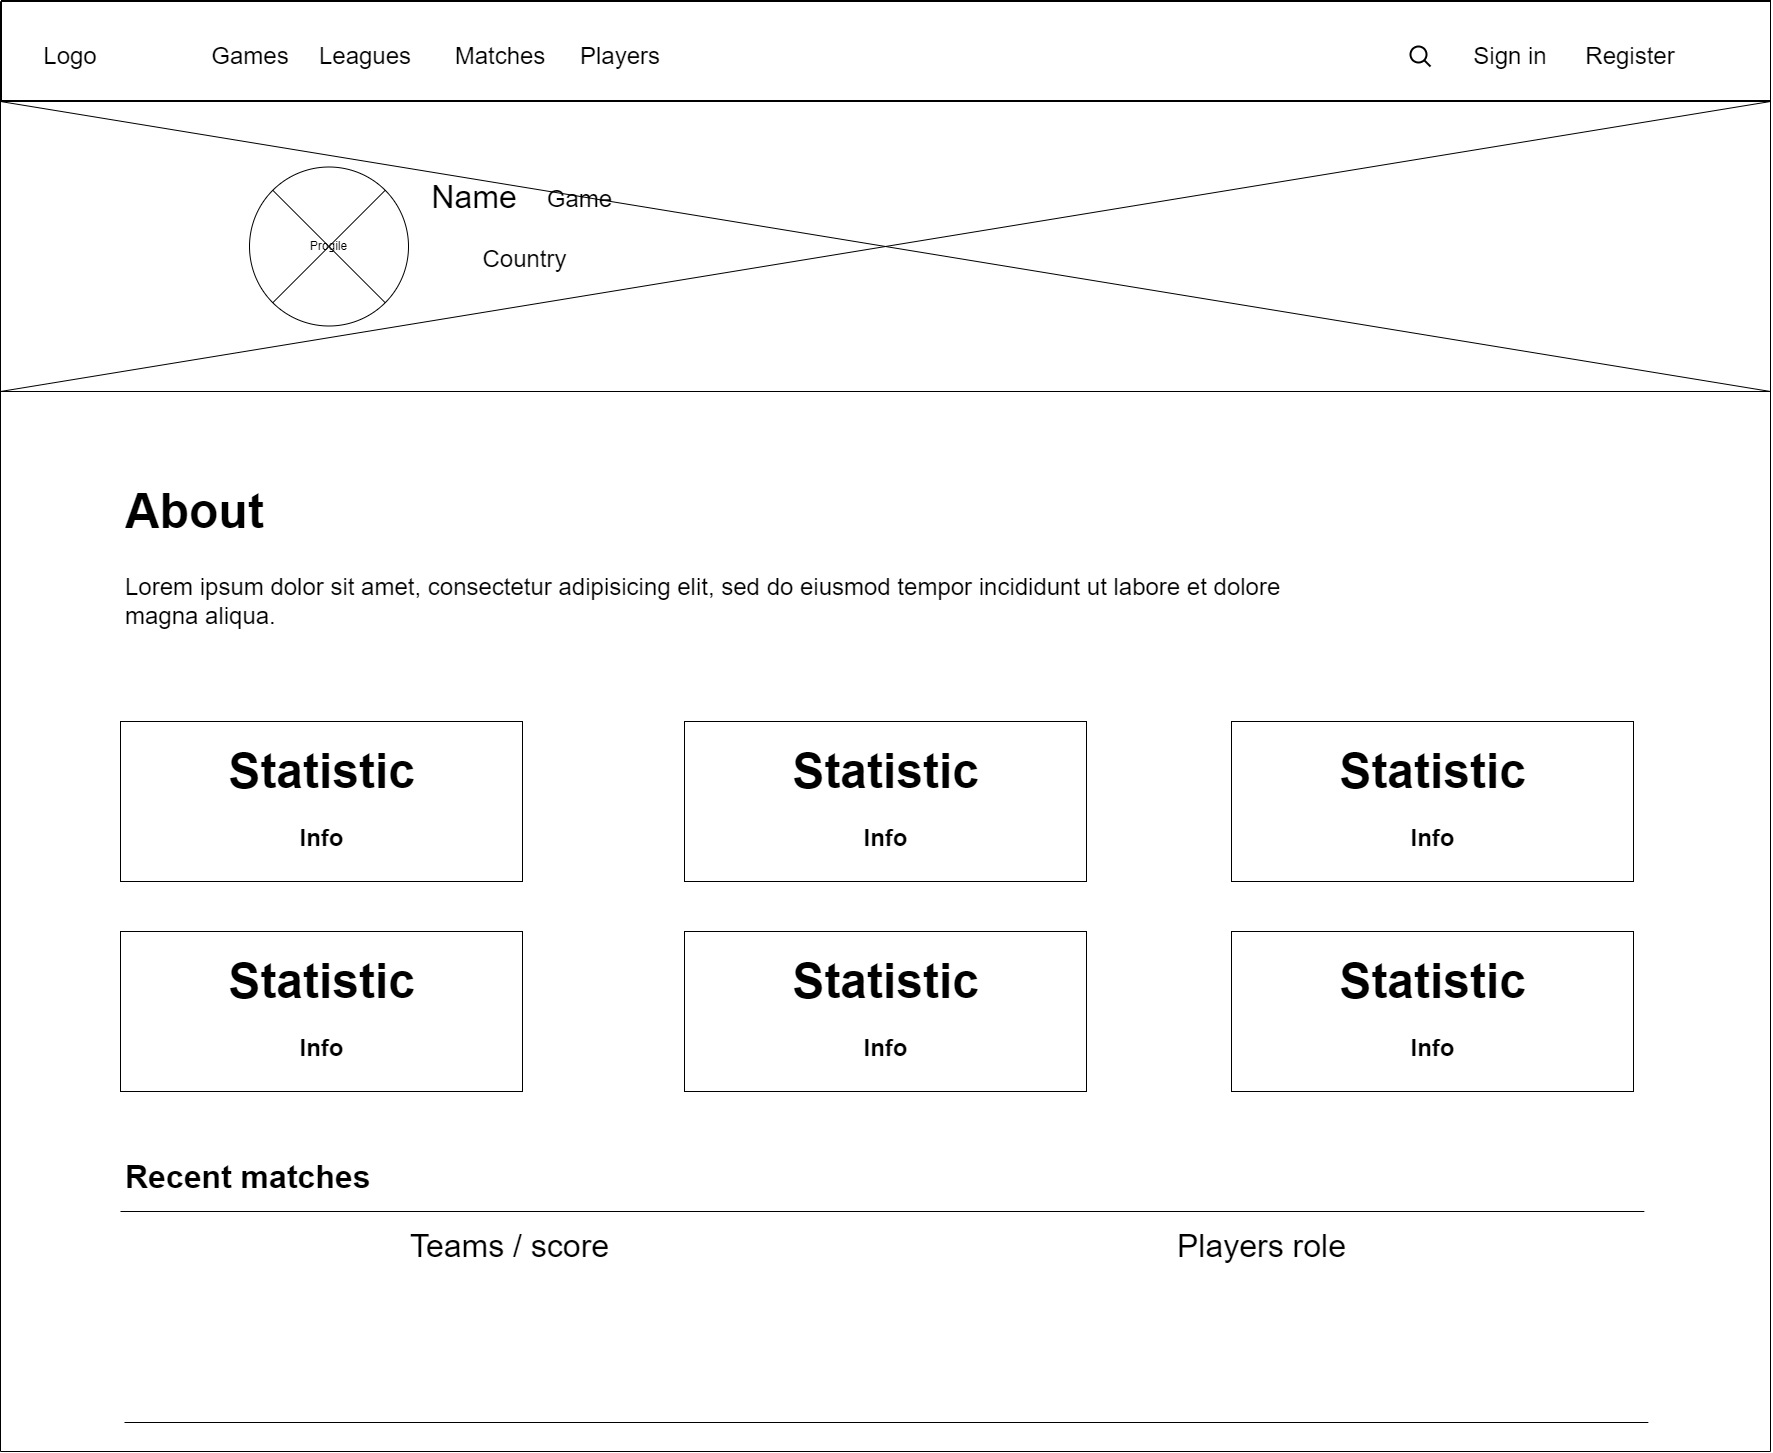 Logo Games Leagues Matches Players Sign in Register
Name Game
Progile
Country
About
Lorem ipsum dolor sit amet, consectetur adipisicing elit, sed do eiusmod tempor incididunt ut labore et dolore
magna aliqua.
Statistic Statistic Statistic
Info Info Info
Statistic Statistic Statistic
Info Info Info
Recent matches
Teams / score Players role